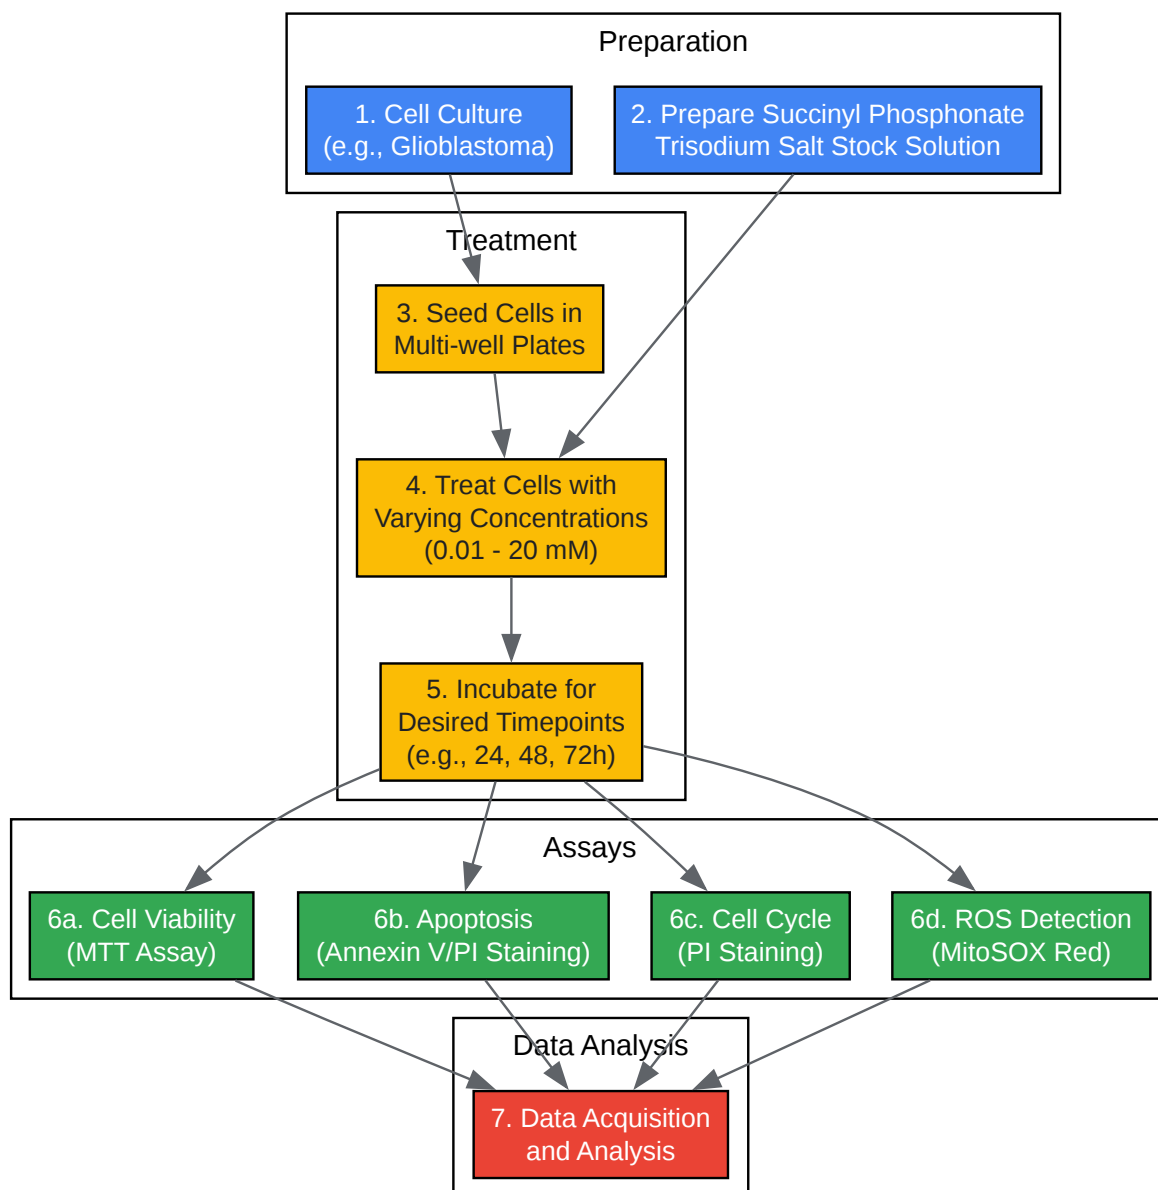 Preparation
1. Cell Culture
(e.g., Glioblastoma)
2. Prepare Succinyl Phosphonate
Trisodium Salt Stock Solution
Treatment
3. Seed Cells in
Multi-well Plates
4. Treat Cells with
Varying Concentrations
(0.01 - 20 mM)
5. Incubate for
Desired Timepoints
(e.g., 24, 48, 72h)
Assays
6a. Cell Viability
(MTT Assay)
6b. Apoptosis
(Annexin V/PI Staining)
6c. Cell Cycle
(PI Staining)
6d. ROS Detection
(MitoSOX Red)
Data Analysis
7. Data Acquisition
and Analysis